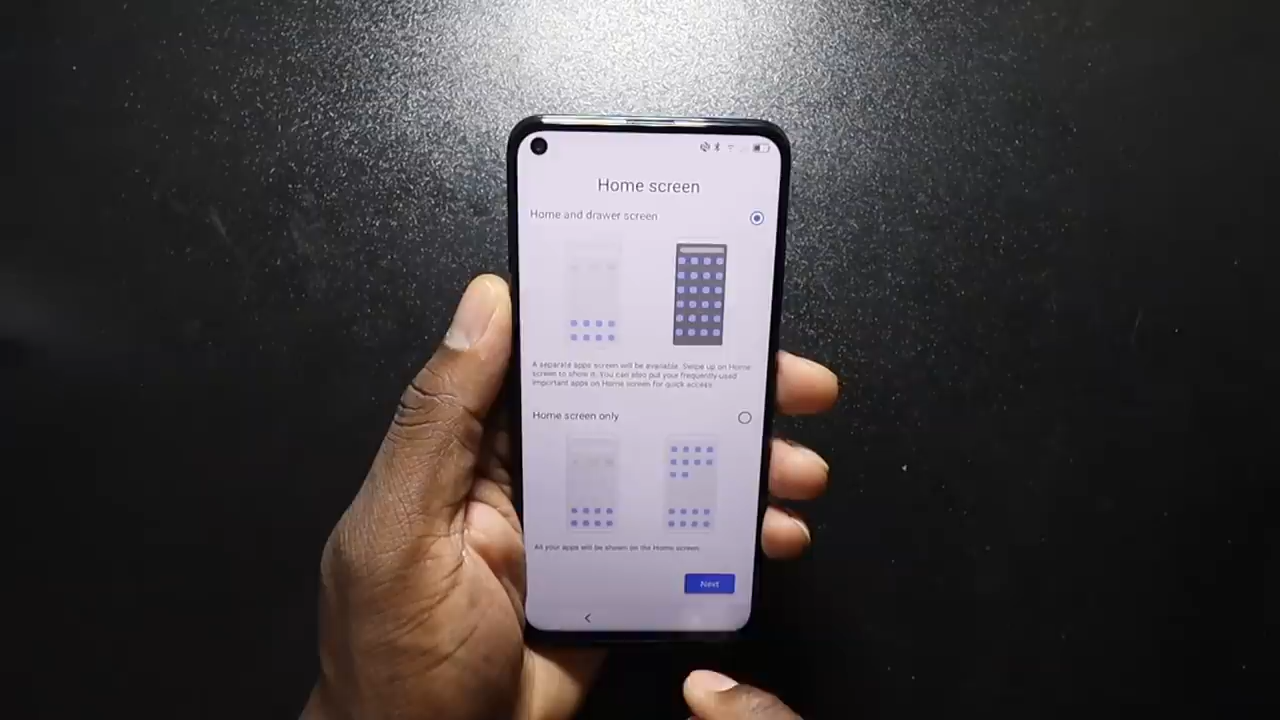 Home screen
Home and drawer screen
A separate apps screen will be available. Swipe up on Home
screen to show it. You can also put your frequently-used
important apps on Home screen for quick access.
Home screen only
All your apps will be shown on the Home screen.
Next